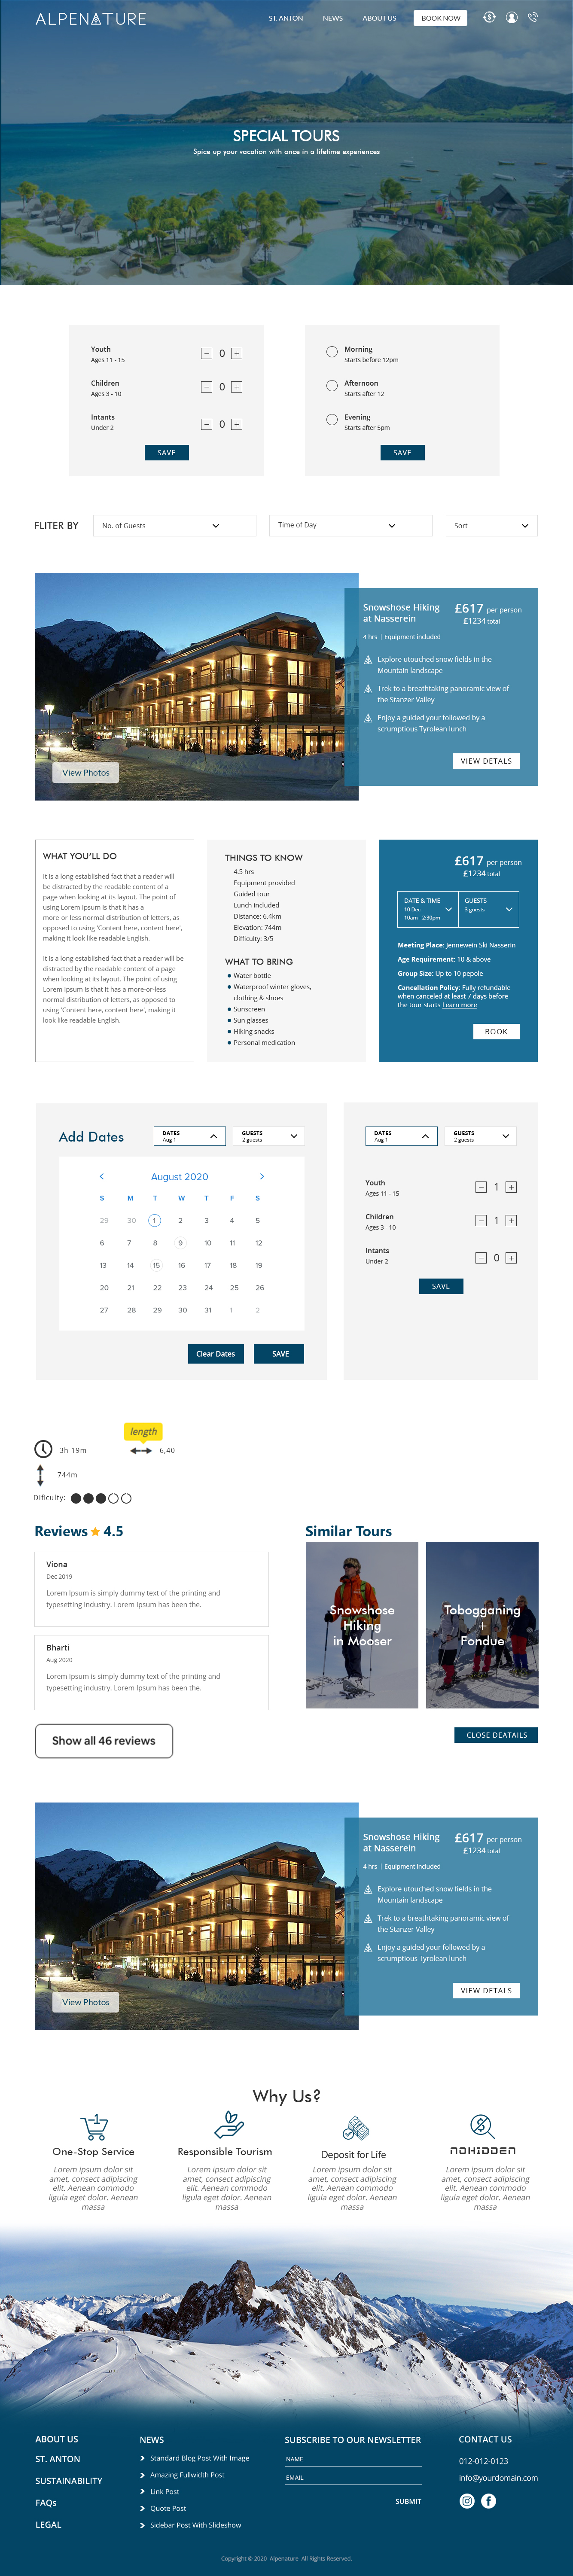 ALPENATURE
ST. ANTON NEWS ABOUT US BOOK NOW
SPECIAL TOURS
Spice up your vacation with once in a lifetime experiences
Youth
Ages 11 - 15
0
Children
Ages 3 - 10
0
Intants
Under 2
0
SAVE
Morning
Starts before 12pm
Afternoon
Starts after 12
Evening
Starts after 5pm
SAVE
FLITER BY No. of Guests Time of Day Sort
View Photos
Snowshose Hiking
at Nasserein
£617 per person
£1234 total
4 hrs | Equipment included
Explore utouched snow fields in the
Mountain landscape
Trek to a breathtaking panoramic view of
the Stanzer Valley
Enjoy a guided your followed by a
scrumptious Tyrolean lunch
VIEW DETALS
WHAT YOU'LL DO
It is a long established fact that a reader will
be distracted by the readable content of a
page when looking at its layout. The point of
using Lorem Ipsum is that it has a
more-or-less normal distribution of letters, as
opposed to using 'Content here, content here',
making it look like readable English.
It is a long established fact that a reader will be
distracted by the readable content of a page
when looking at its layout. The point of using
Lorem Ipsum is that it has a more-or-less
normal distribution of letters, as opposed to
using 'Content here, content here', making it
look like readable English.
THINGS TO KNOW
4.5 hrs
Equipment provided
Guided tour
Lunch included
Distance: 6.4km
Elevation: 744m
Difficulty: 3/5
WHAT TO BRING
Water bottle
Waterproof winter gloves,
clothing & shoes
Sunscreen
Sun glasses
Hiking snacks
Personal medication
£617 per person
£1234 total
DATE & TIME
10 Dec
10am - 2:30pm
GUESTS
3 guests
Meeting Place: Jennewein Ski Nasserin
Age Requirement: 10 & above
Group Size: Up to 10 pepole
Cancellation Policy: Fully refundable
when canceled at least 7 days before
the tour starts Learn more
BOOK
Add Dates
DATES
Aug 1
GUESTS
2 guests
August 2020
S M T W T F S
29 30 1 2 3 4 5
6 7 8 9 10 11 12
13 14 15 16 17 18 19
20 21 22 23 24 25 26
27 28 29 30 31 1 2
Clear Dates SAVE
DATES
Aug 1
GUESTS
2 guests
Youth
Ages 11 - 15
1
Children
Ages 3 - 10
1
Intants
Under 2
0
SAVE
length
3h 19m 6,40
744m
Dificulty:
Reviews 4.5
Viona
Dec 2019
Lorem Ipsum is simply dummy text of the printing and
typesetting industry. Lorem Ipsum has been the.
Bharti
Aug 2020
Lorem Ipsum is simply dummy text of the printing and
typesetting industry. Lorem Ipsum has been the.
Show all 46 reviews
Similar Tours
Snowshose
Hiking
in Mooser
Tobogganing
+
Fondue
CLOSE DEATAILS
View Photos
Snowshose Hiking
at Nasserein
£617 per person
£1234 total
4 hrs | Equipment included
Explore utouched snow fields in the
Mountain landscape
Trek to a breathtaking panoramic view of
the Stanzer Valley
Enjoy a guided your followed by a
scrumptious Tyrolean lunch
VIEW DETALS
Why Us?
One-Stop Service
Lorem ipsum dolor sit
amet, consect adipiscing
elit. Aenean commodo
ligula eget dolor. Aenean
massa
Responsible Tourism
Lorem ipsum dolor sit
amet, consect adipiscing
elit. Aenean commodo
ligula eget dolor. Aenean
massa
Deposit for Life
Lorem ipsum dolor sit
amet, consect adipiscing
elit. Aenean commodo
ligula eget dolor. Aenean
massa
NOHIDDEN
Lorem ipsum dolor sit
amet, consect adipiscing
elit. Aenean commodo
ligula eget dolor. Aenean
massa
ABOUT US
ST. ANTON
SUSTAINABILITY
FAQs
LEGAL
NEWS
Standard Blog Post With Image
Amazing Fullwidth Post
Link Post
Quote Post
Sidebar Post With Slideshow
SUBSCRIBE TO OUR NEWSLETTER
NAME
EMAIL
SUBMIT
CONTACT US
012-012-0123
info@yourdomain.com
Copyright © 2020 Alpenature All Rights Reserved.